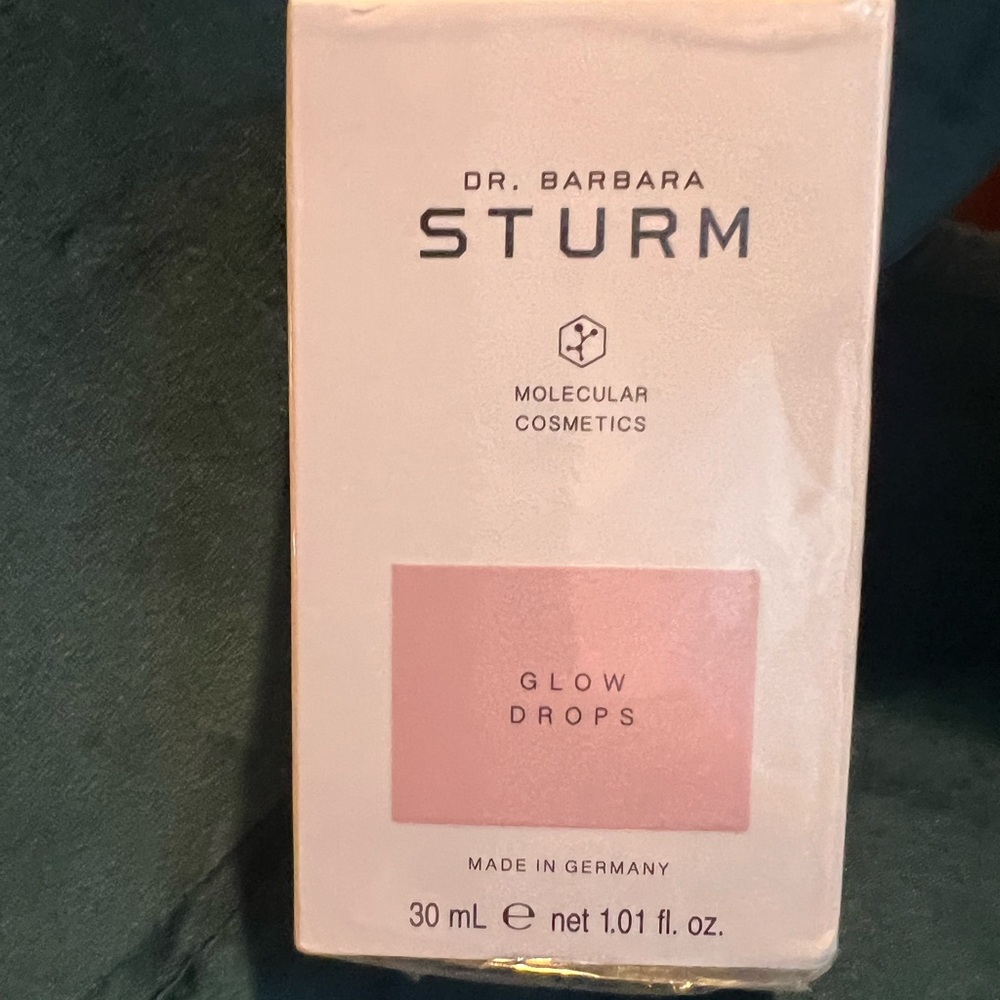 DR. BARBARA
STURM
MOLECULAR
COSMETICS
GLOW
DROPS
MADE IN GERMANY
30 mL ℮ net 1.01 fl. oz.